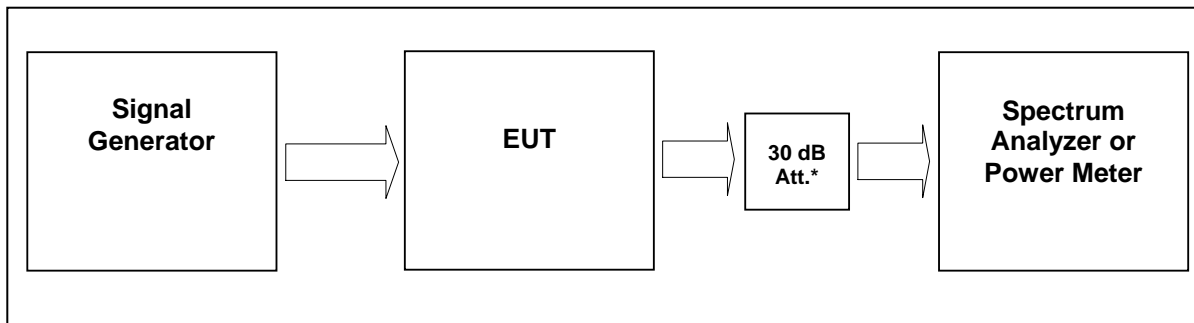 Signal
Generator
EUT
30 dB
Att.*
Spectrum
Analyzer or
Power Meter